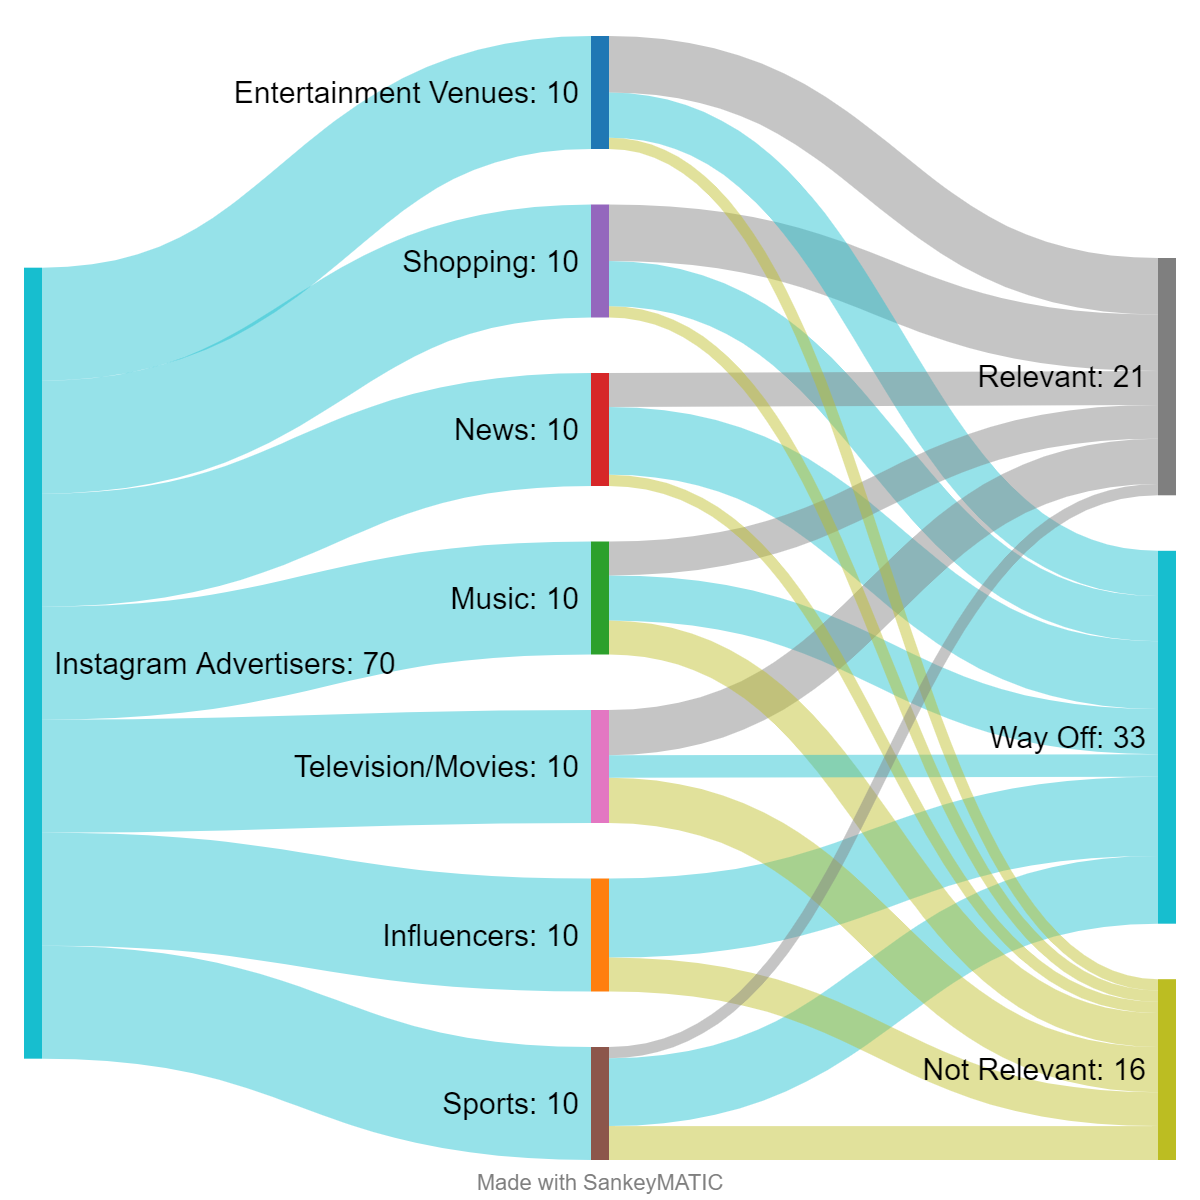 Entertainment Venues: 10
Shopping: 10
Relevant: 21
News: 10
Music: 10
Instagram Advertisers: 70
Way Off: 33
Television/Movies: 10
Influencers: 10
Not Relevant: 16
Sports: 10
Made with SankeyMATIC